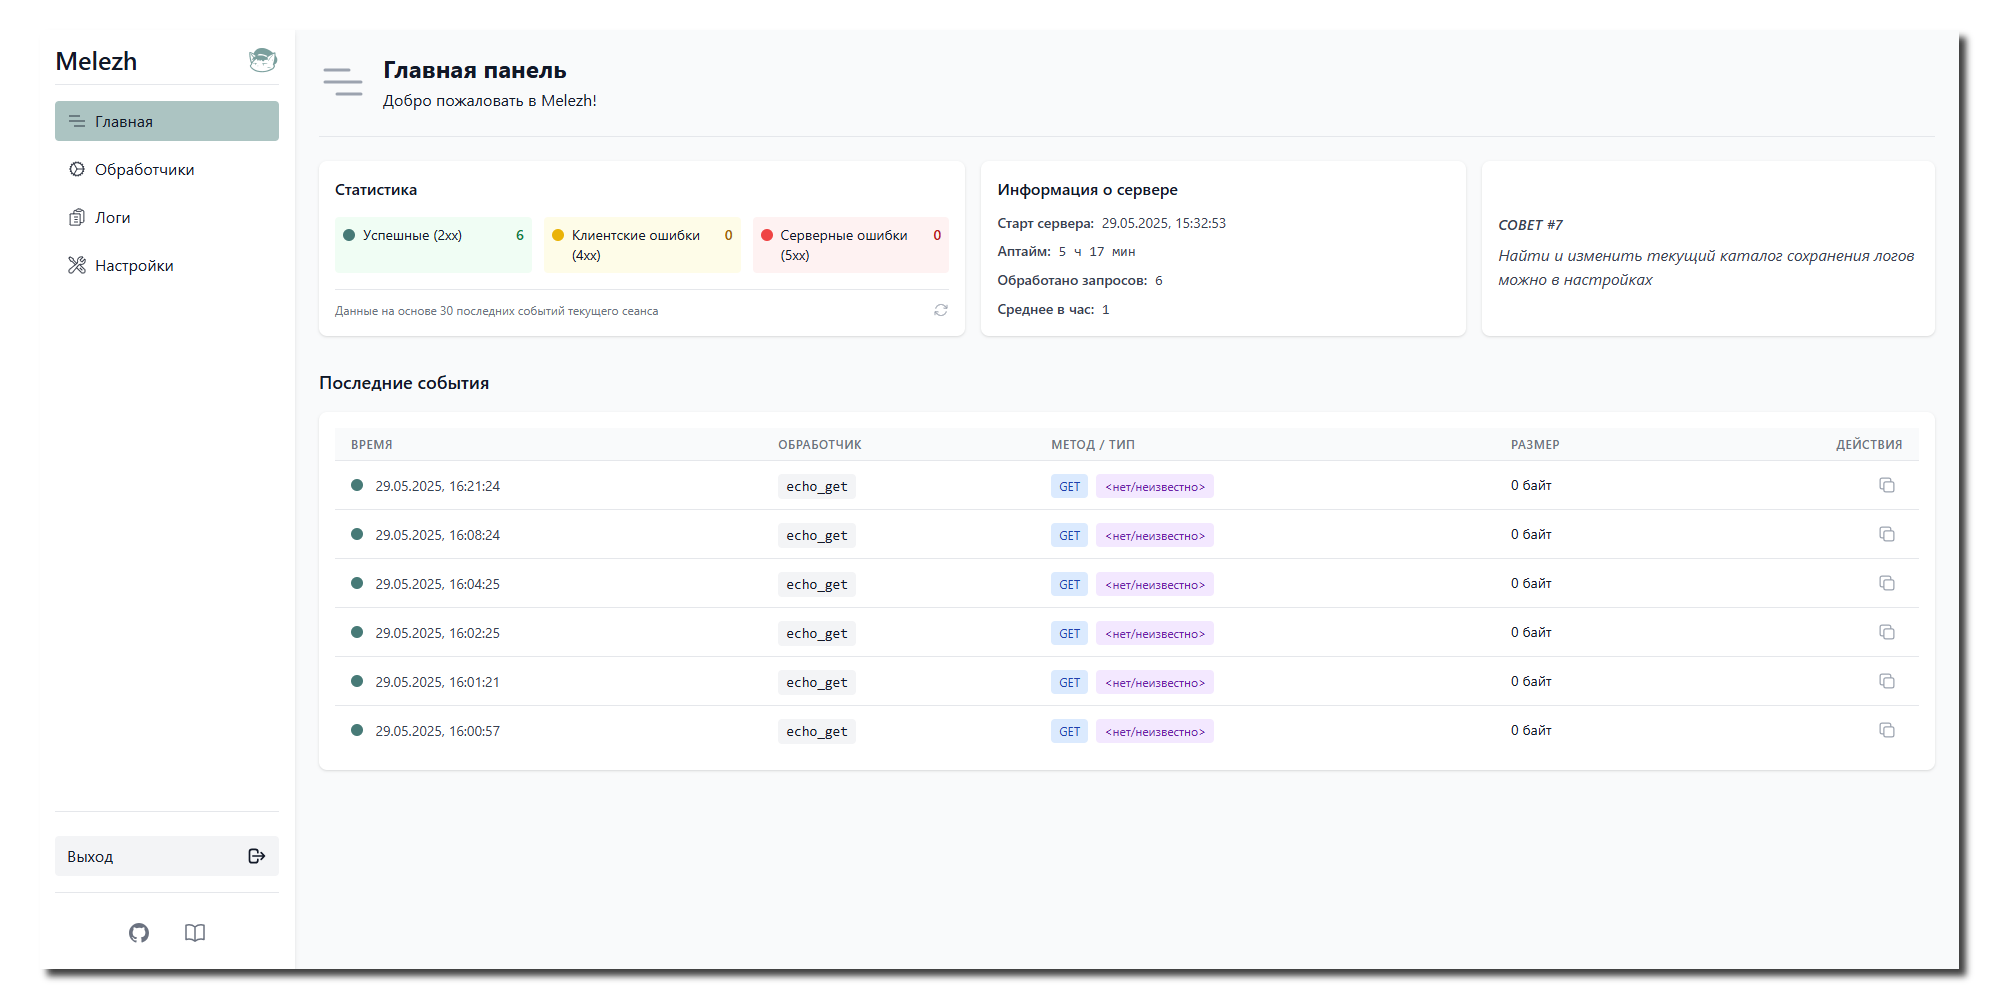 Melezh
Главная
Обработчики
Логи
Настройки
Выход
Главная панель
Добро пожаловать в Melezh!
Статистика
Успешные (2xx) 6
Клиентские ошибки (4xx) 0
Серверные ошибки (5xx) 0
Данные на основе 30 последних событий текущего сеанса
Информация о сервере
Старт сервера: 29.05.2025, 15:32:53
Аптайм: 5 ч 17 мин
Обработано запросов: 6
Среднее в час: 1
СОВЕТ #7
Найти и изменить текущий каталог сохранения логов
можно в настройках
Последние события
ВРЕМЯ ОБРАБОТЧИК МЕТОД / ТИП РАЗМЕР ДЕЙСТВИЯ
29.05.2025, 16:21:24 echo_get GET <нет/неизвестно> 0 байт
29.05.2025, 16:08:24 echo_get GET <нет/неизвестно> 0 байт
29.05.2025, 16:04:25 echo_get GET <нет/неизвестно> 0 байт
29.05.2025, 16:02:25 echo_get GET <нет/неизвестно> 0 байт
29.05.2025, 16:01:21 echo_get GET <нет/неизвестно> 0 байт
29.05.2025, 16:00:57 echo_get GET <нет/неизвестно> 0 байт